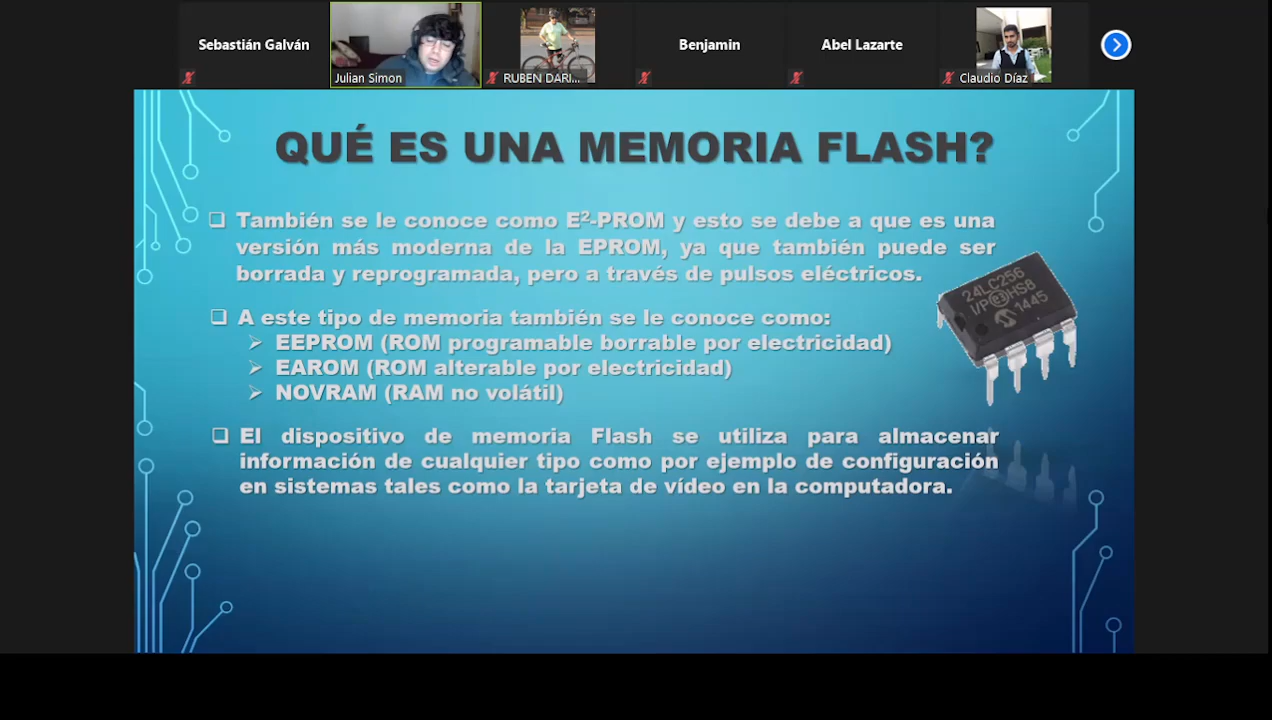 Sebastián Galván
Julian Simon
RUBEN DARI...
Benjamin
Abel Lazarte
Claudio Díaz
QUÉ ES UNA MEMORIA FLASH?
También se le conoce como E²-PROM y esto se debe a que es una
versión más moderna de la EPROM, ya que también puede ser
borrada y reprogramada, pero a través de pulsos eléctricos.
24LC256
I/P e3 HS8
1445
A este tipo de memoria también se le conoce como:
EEPROM (ROM programable borrable por electricidad)
EAROM (ROM alterable por electricidad)
NOVRAM (RAM no volátil)
El dispositivo de memoria Flash se utiliza para almacenar
información de cualquier tipo como por ejemplo de configuración
en sistemas tales como la tarjeta de vídeo en la computadora.